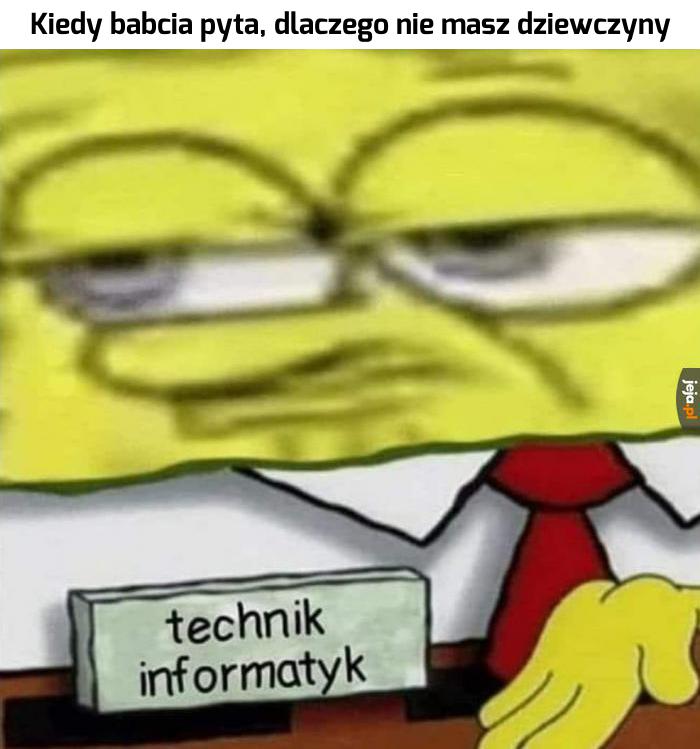 Kiedy babcia pyta, dlaczego nie masz dziewczyny
jeja.pl
technik
informatyk